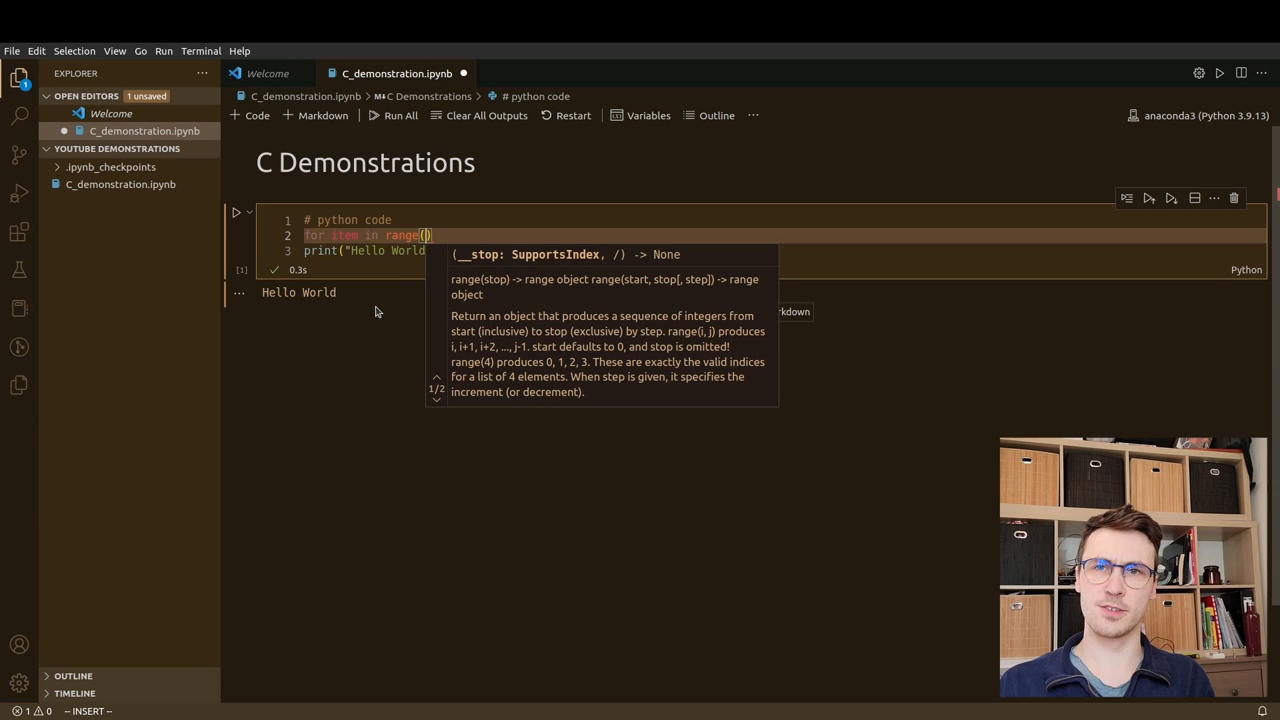 File Edit Selection View Go Run Terminal Help
EXPLORER
Welcome
C_demonstration.ipynb
OPEN EDITORS 1 unsaved
C_demonstration.ipynb > M↓C Demonstrations > # python code
Welcome
+ Code + Markdown Run All Clear All Outputs Restart Variables Outline ... anaconda3 (Python 3.9.13)
C_demonstration.ipynb
YOUTUBE DEMONSTRATIONS
.ipynb_checkpoints
C_demonstration.ipynb
C Demonstrations
1 # python code
2 for item in range()
3 print("Hello World
[1] 0.3s
Python
Hello World
(__stop: SupportsIndex, /) -> None
range(stop) -> range object range(start, stop[, step]) -> range
object
Return an object that produces a sequence of integers from
start (inclusive) to stop (exclusive) by step. range(i, j) produces
i, i+1, i+2, ..., j-1. start defaults to 0, and stop is omitted!
range(4) produces 0, 1, 2, 3. These are exactly the valid indices
for a list of 4 elements. When step is given, it specifies the
increment (or decrement).
1/2
rkdown
OUTLINE
TIMELINE
1 0 -- INSERT --